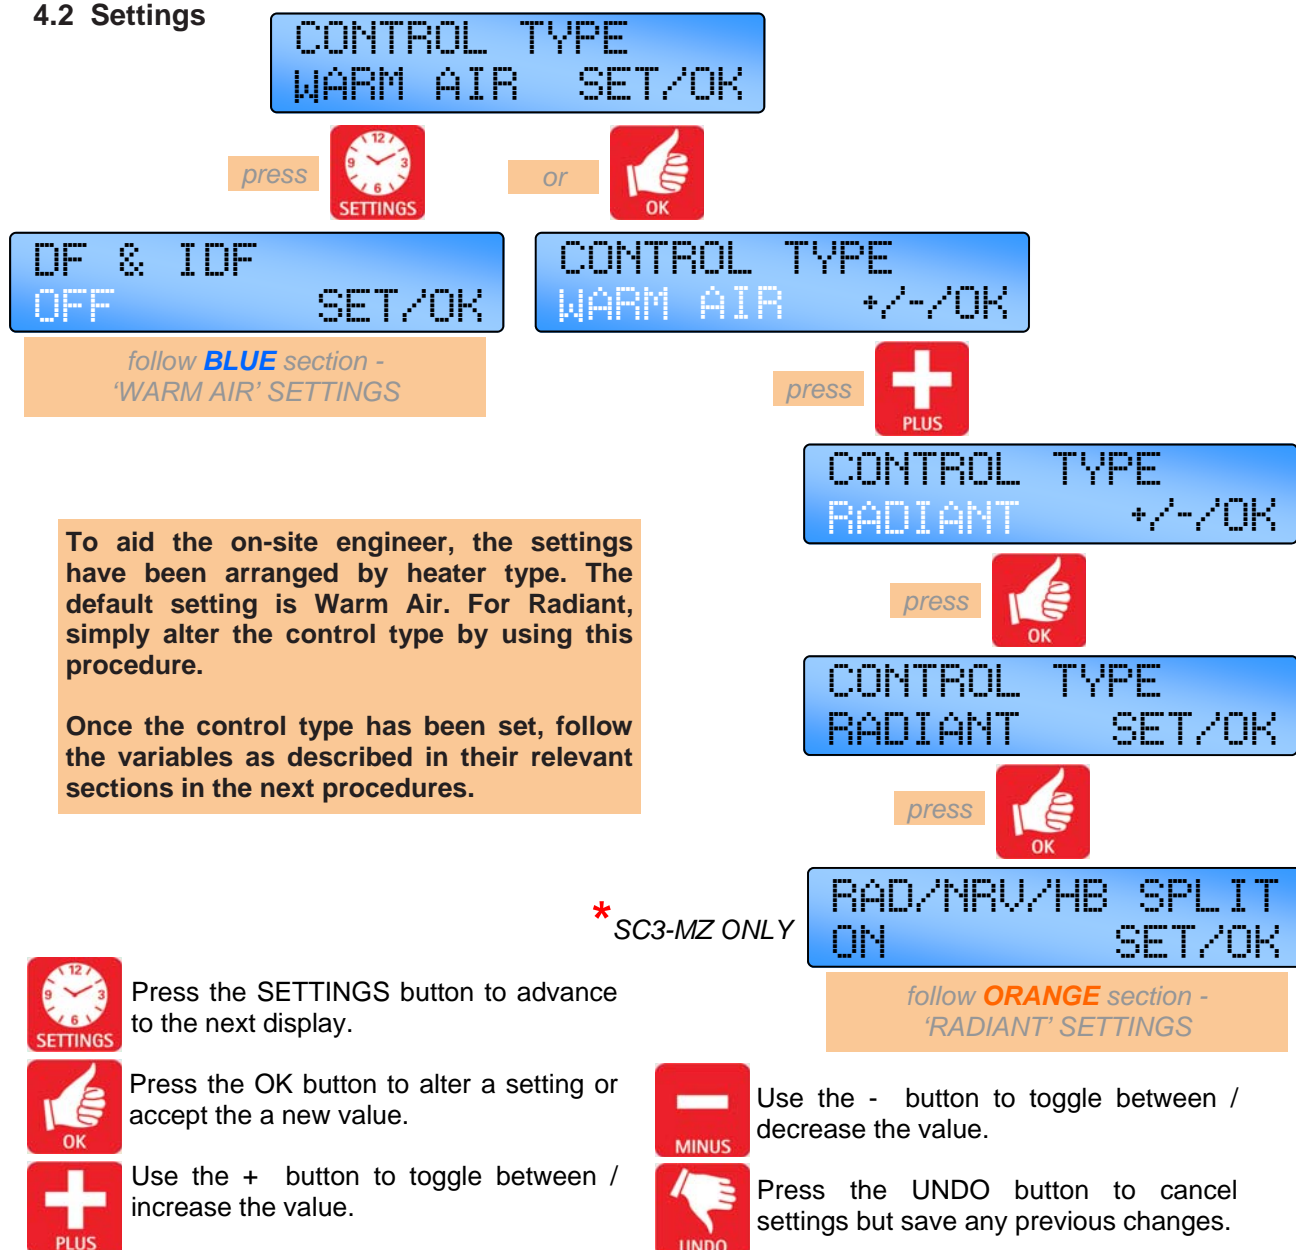 4.2 Settings
CONTROL TYPE
WARM AIR SET/OK
press
12
9 3
6
SETTINGS
or
OK
DF & IDF
OFF SET/OK
follow BLUE section -
‘WARM AIR’ SETTINGS
CONTROL TYPE
WARM AIR +/-/OK
press
PLUS
CONTROL TYPE
RADIANT +/-/OK
press
OK
CONTROL TYPE
RADIANT SET/OK
press
OK
To aid the on-site engineer, the settings
have been arranged by heater type. The
default setting is Warm Air. For Radiant,
simply alter the control type by using this
procedure.
Once the control type has been set, follow
the variables as described in their relevant
sections in the next procedures.
*SC3-MZ ONLY
RAD/NRV/HB SPLIT
ON SET/OK
follow ORANGE section -
‘RADIANT’ SETTINGS
12
9 3
6
SETTINGS
Press the SETTINGS button to advance
to the next display.
OK
Press the OK button to alter a setting or
accept the a new value.
PLUS
Use the + button to toggle between /
increase the value.
MINUS
Use the - button to toggle between /
decrease the value.
UNDO
Press the UNDO button to cancel
settings but save any previous changes.